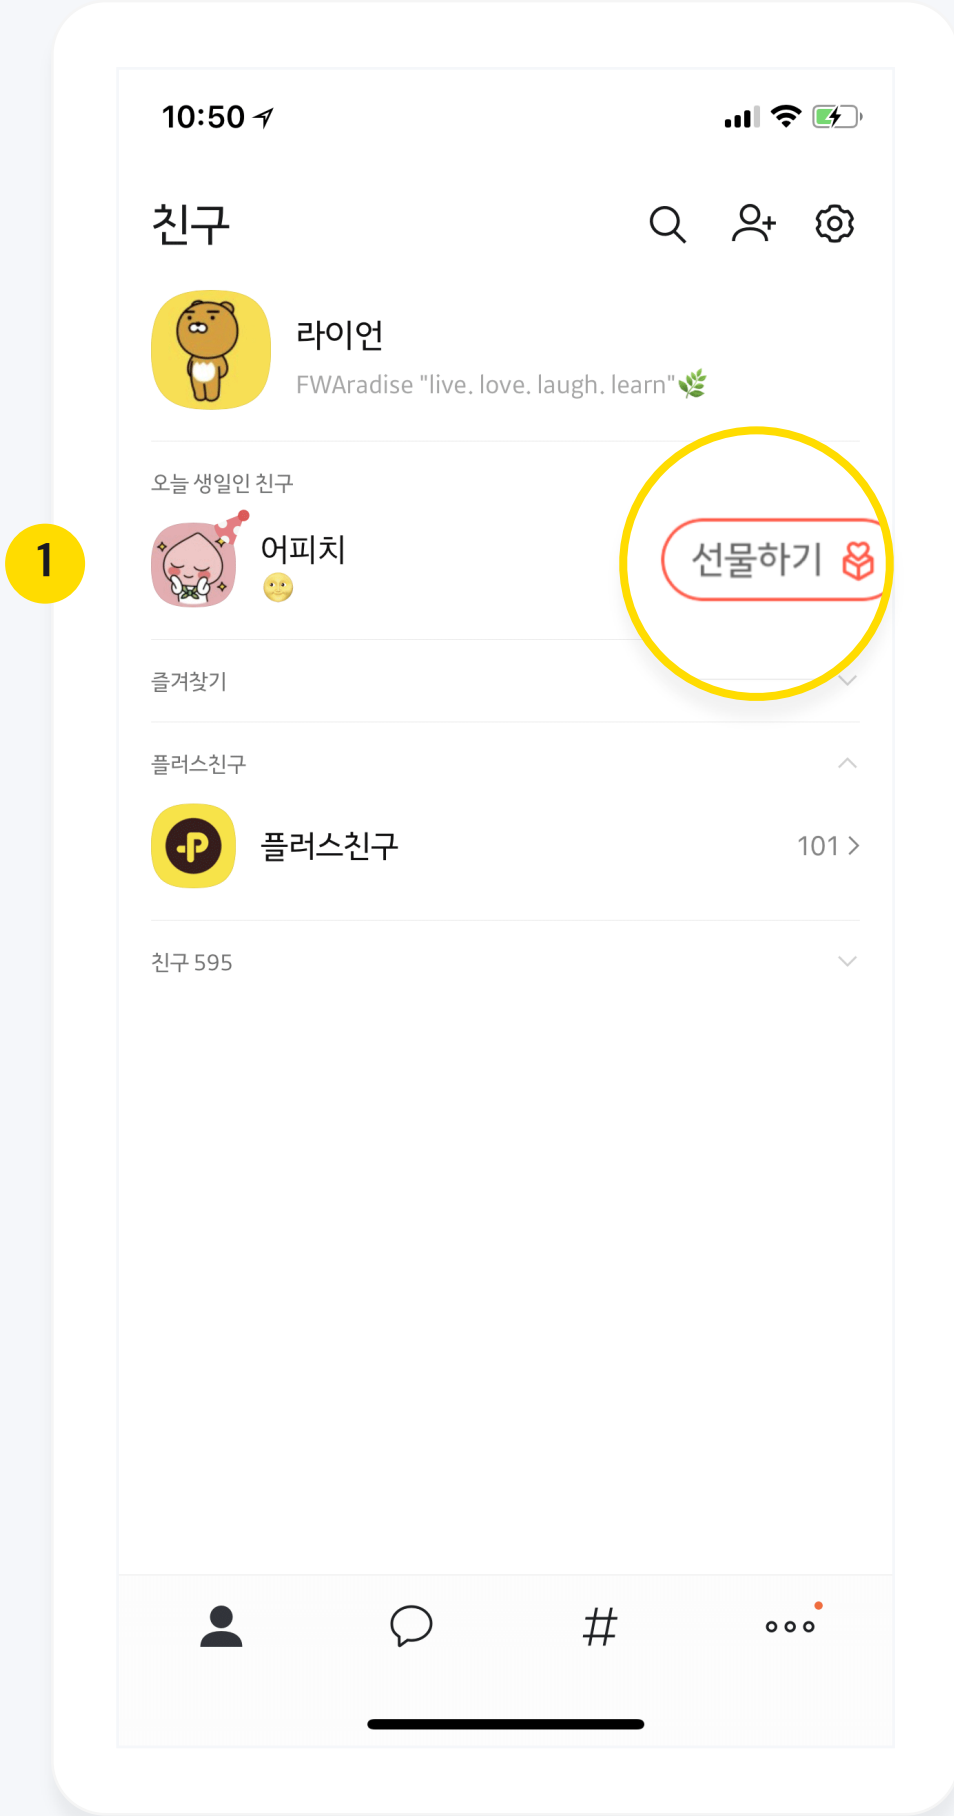 10:50
친구
라이언
FWAradise "live. love. laugh. learn"🌿
오늘 생일인 친구
1
어피치
🌝
선물하기
즐겨찾기
플러스친구
플러스친구
101 >
친구 595